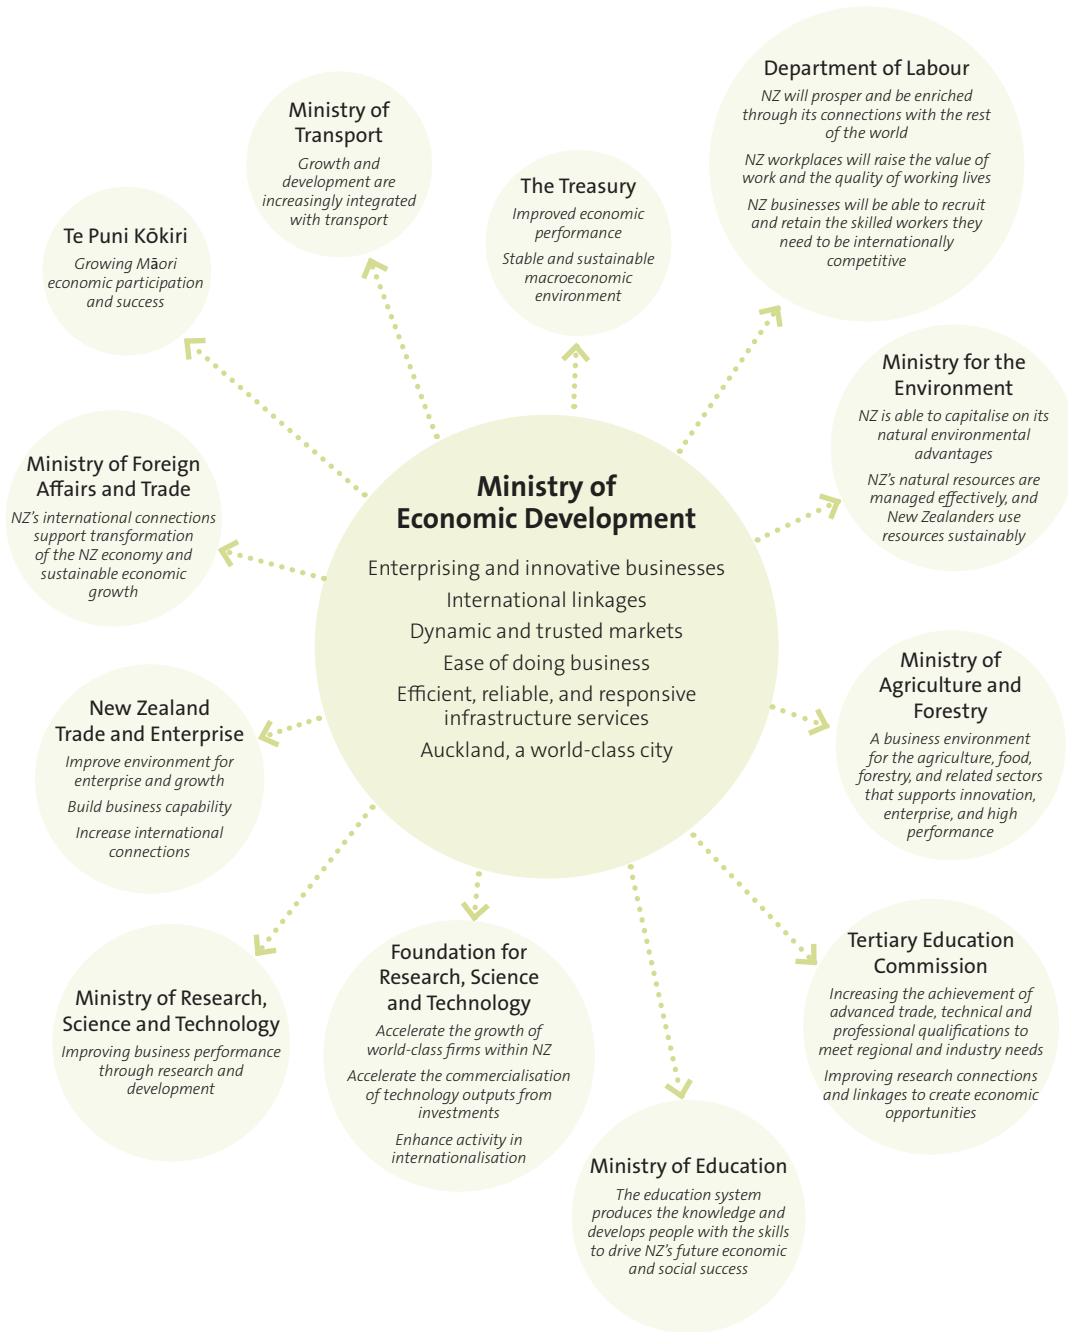 Department of Labour
NZ will prosper and be enriched
through its connections with the rest
of the world
NZ workplaces will raise the value of
work and the quality of working lives
NZ businesses will be able to recruit
and retain the skilled workers they
need to be internationally
competitive
Ministry of
Transport
Growth and
development are
increasingly integrated
with transport
The Treasury
Improved economic
performance
Stable and sustainable
macroeconomic
environment
Te Puni Kōkiri
Growing Māori
economic participation
and success
Ministry for the
Environment
NZ is able to capitalise on its
natural environmental
advantages
NZ's natural resources are
managed effectively, and
New Zealanders use
resources sustainably
Ministry of Foreign
Affairs and Trade
NZ's international connections
support transformation
of the NZ economy and
sustainable economic
growth
Ministry of
Economic Development
Enterprising and innovative businesses
International linkages
Dynamic and trusted markets
Ease of doing business
Efficient, reliable, and responsive
infrastructure services
Auckland, a world-class city
Ministry of
Agriculture and
Forestry
A business environment
for the agriculture, food,
forestry, and related sectors
that supports innovation,
enterprise, and high
performance
New Zealand
Trade and Enterprise
Improve environment for
enterprise and growth
Build business capability
Increase international
connections
Ministry of Research,
Science and Technology
Improving business performance
through research and
development
Foundation for
Research, Science
and Technology
Accelerate the growth of
world-class firms within NZ
Accelerate the commercialisation
of technology outputs from
investments
Enhance activity in
internationalisation
Tertiary Education
Commission
Increasing the achievement of
advanced trade, technical and
professional qualifications to
meet regional and industry needs
Improving research connections
and linkages to create economic
opportunities
Ministry of Education
The education system
produces the knowledge and
develops people with the skills
to drive NZ's future economic
and social success